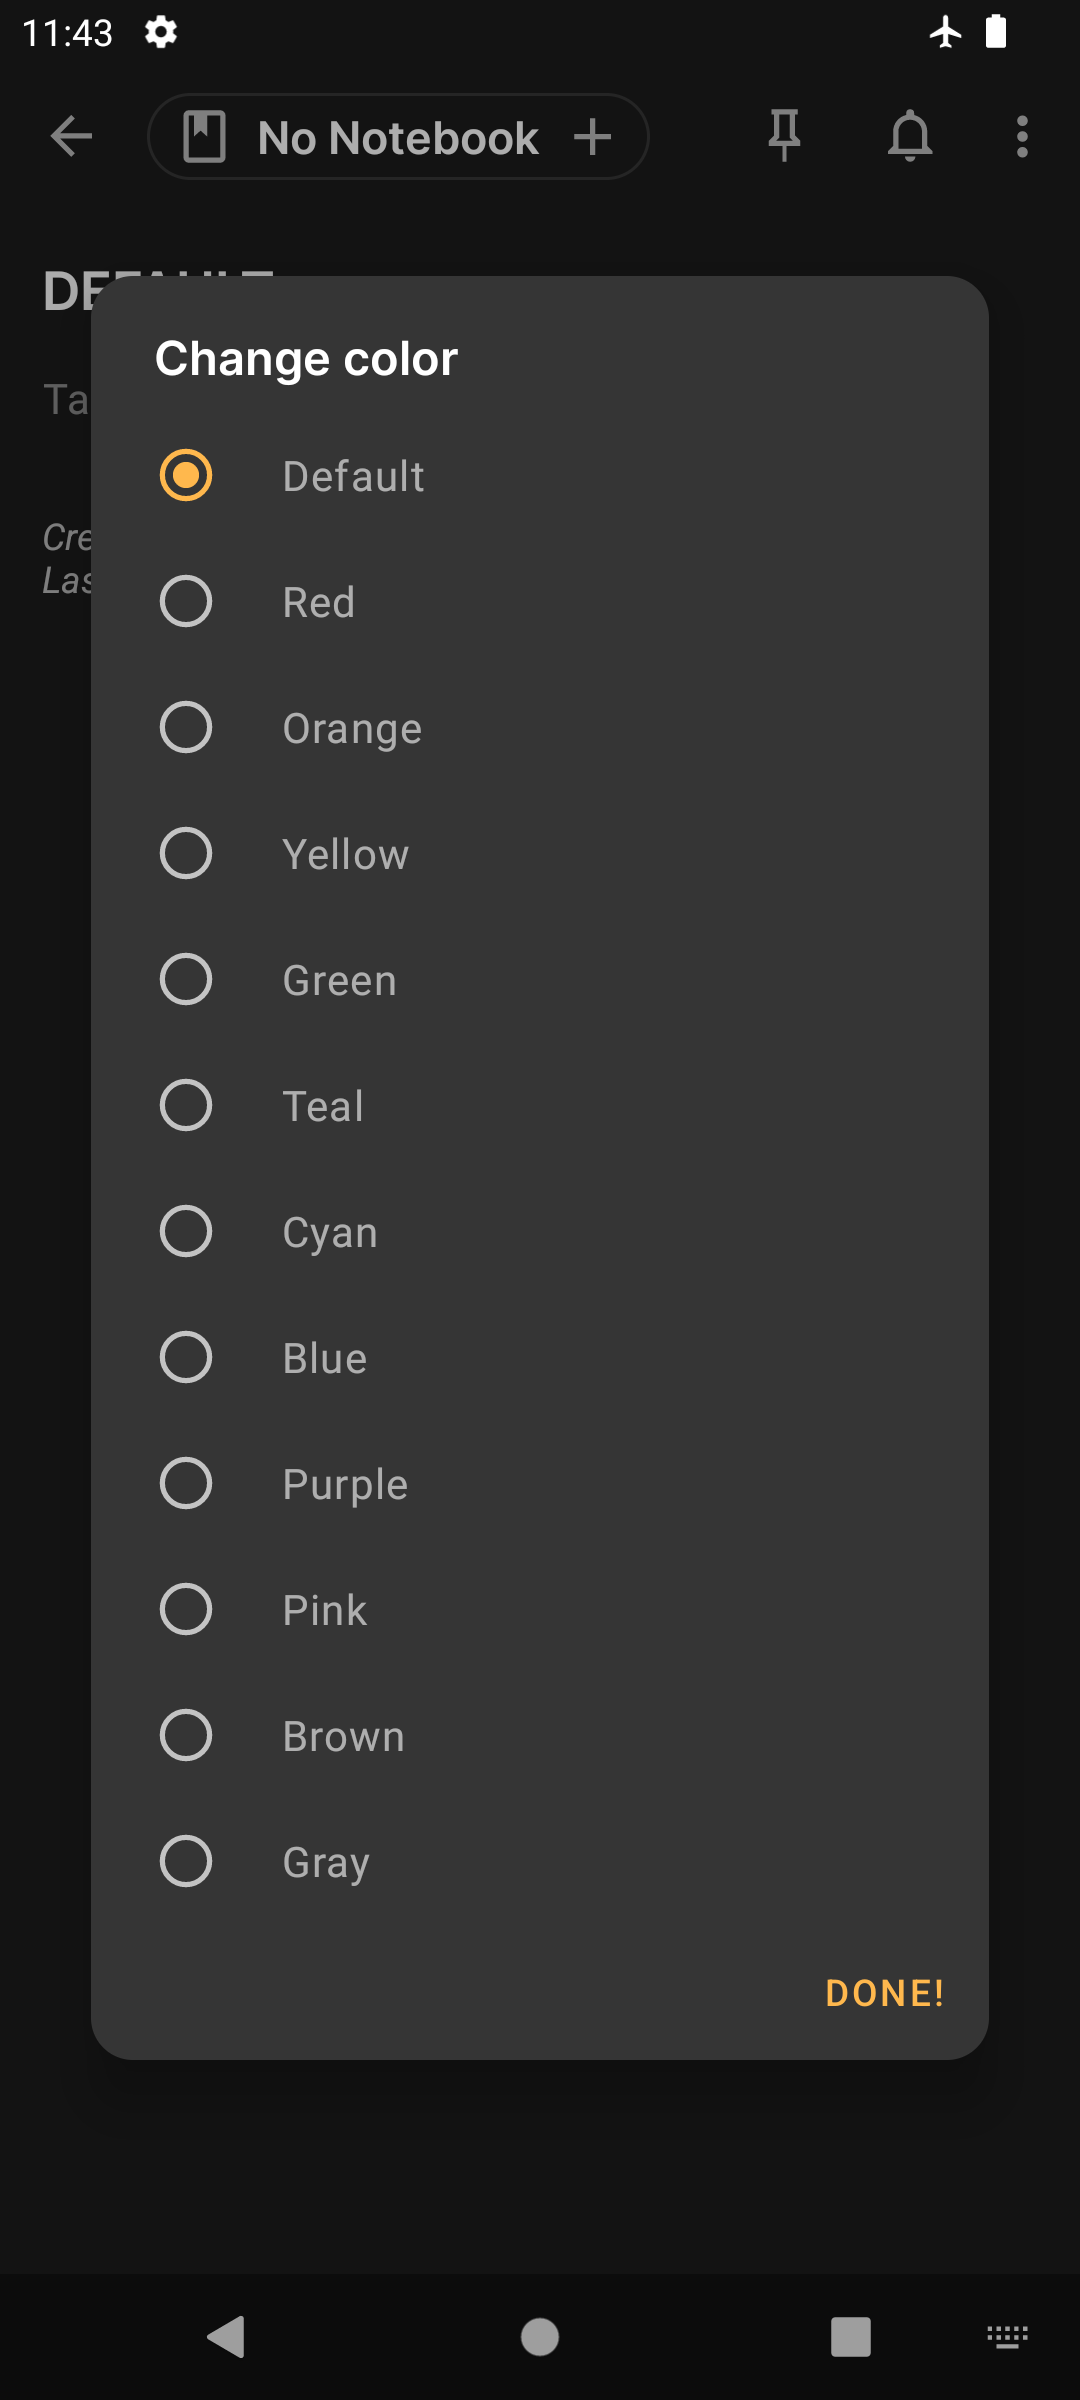 11:43
No Notebook
Change color
Default
Red
Orange
Yellow
Green
Teal
Cyan
Blue
Purple
Pink
Brown
Gray
DONE!